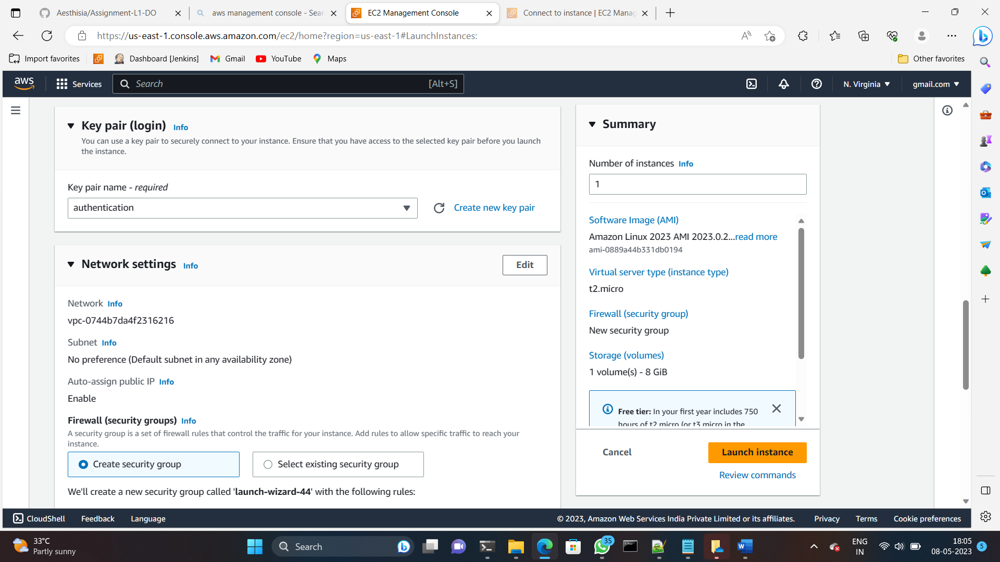 Aesthisia/Assignment-L1-DO
aws management console - Sear
EC2 Management Console
Connect to instance | EC2 Manag
https://us-east-1.console.aws.amazon.com/ec2/home?region=us-east-1#LaunchInstances:
Import favorites
Dashboard [Jenkins]
Gmail
YouTube
Maps
Other favorites
aws
Services
Search
[Alt+S]
N. Virginia
gmail.com
Key pair (login) Info
You can use a key pair to securely connect to your instance. Ensure that you have access to the selected key pair before you launch
the instance.
Key pair name - required
authentication
Create new key pair
Network settings Info
Edit
Network Info
vpc-0744b7da4f2316216
Subnet Info
No preference (Default subnet in any availability zone)
Auto-assign public IP Info
Enable
Firewall (security groups) Info
A security group is a set of firewall rules that control the traffic for your instance. Add rules to allow specific traffic to reach your
instance.
Create security group
Select existing security group
We'll create a new security group called 'launch-wizard-44' with the following rules:
Summary
Number of instances Info
1
Software Image (AMI)
Amazon Linux 2023 AMI 2023.0.2...read more
ami-0889a44b331db0194
Virtual server type (instance type)
t2.micro
Firewall (security group)
New security group
Storage (volumes)
1 volume(s) - 8 GiB
Free tier: In your first year includes 750
hours of t2.micro (or t3.micro in the
Cancel
Launch instance
Review commands
CloudShell
Feedback
Language
© 2023, Amazon Web Services India Private Limited or its affiliates.
Privacy
Terms
Cookie preferences
33°C
Partly sunny
Search
35
ENG
IN
18:05
08-05-2023
5